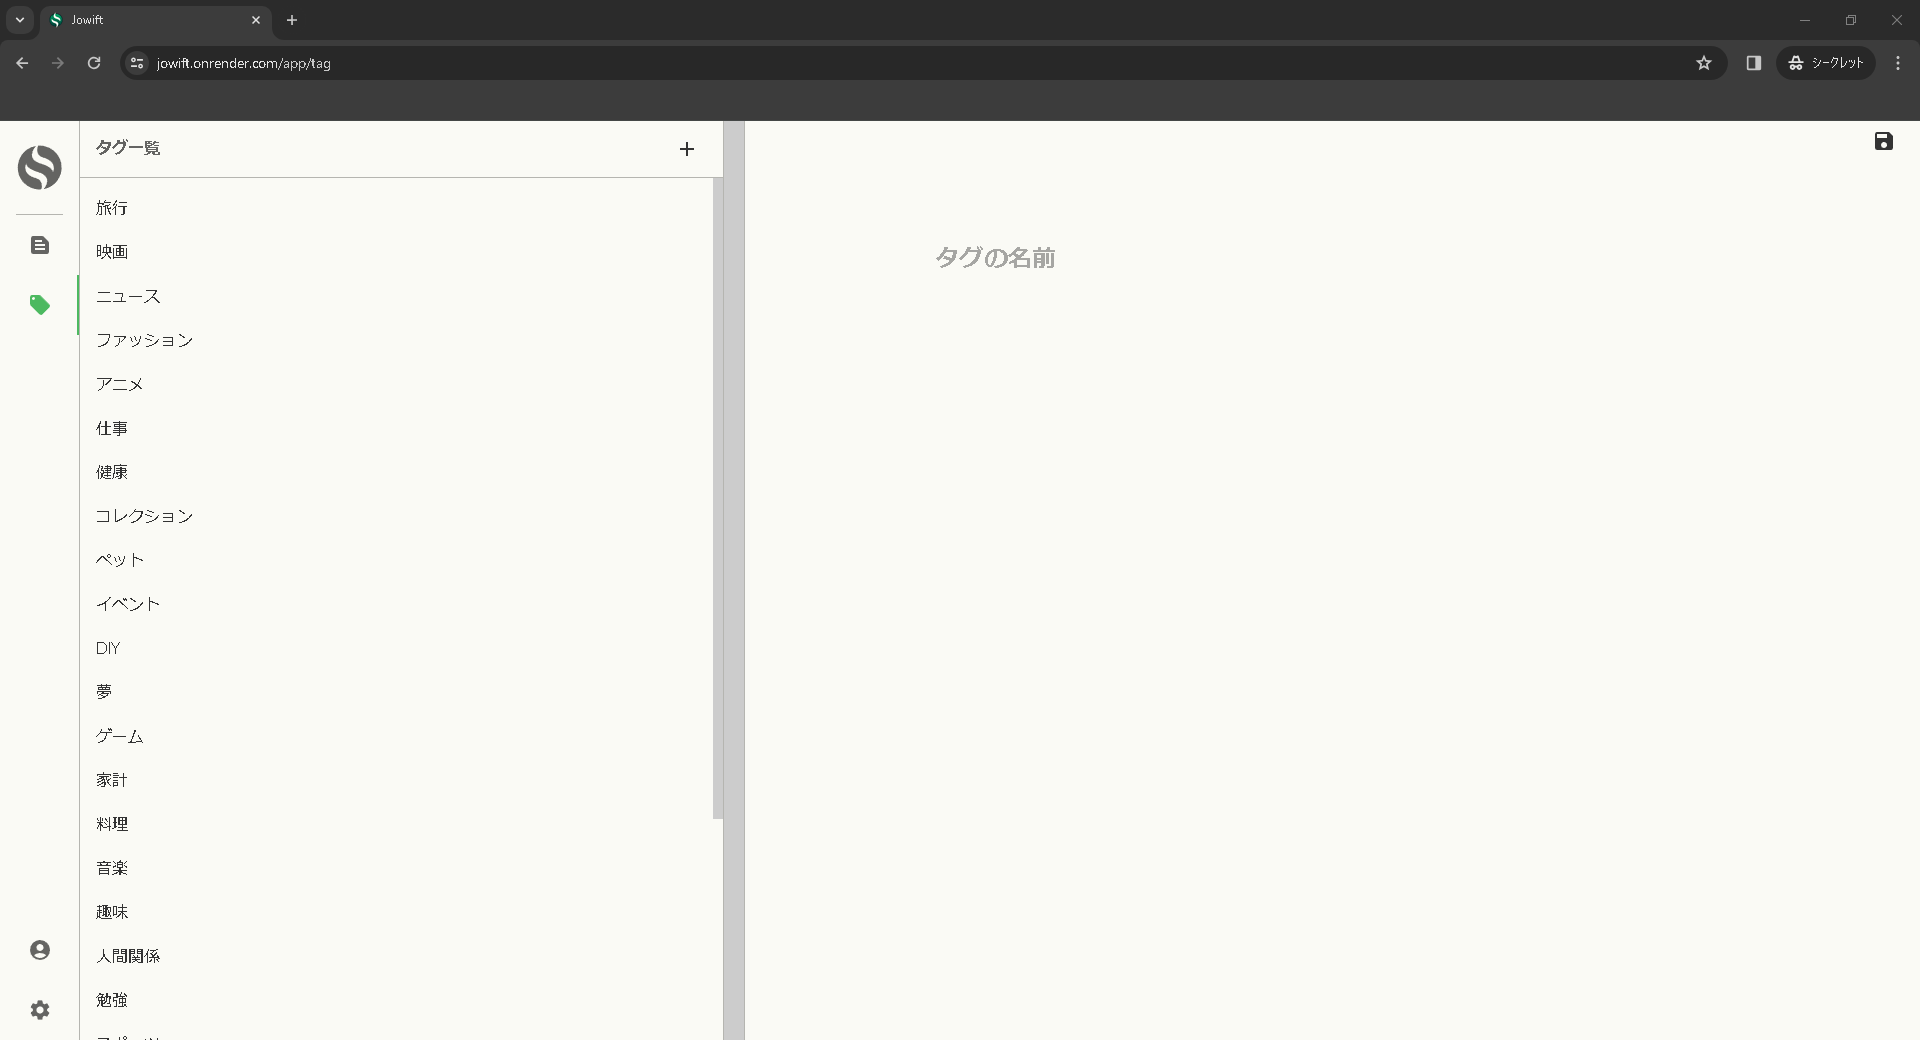 Jowift
jowift.onrender.com/app/tag
シークレット
タグ一覧
旅行
映画
ニュース
ファッション
アニメ
仕事
健康
コレクション
ペット
イベント
DIY
夢
ゲーム
家計
料理
音楽
趣味
人間関係
勉強
タグの名前